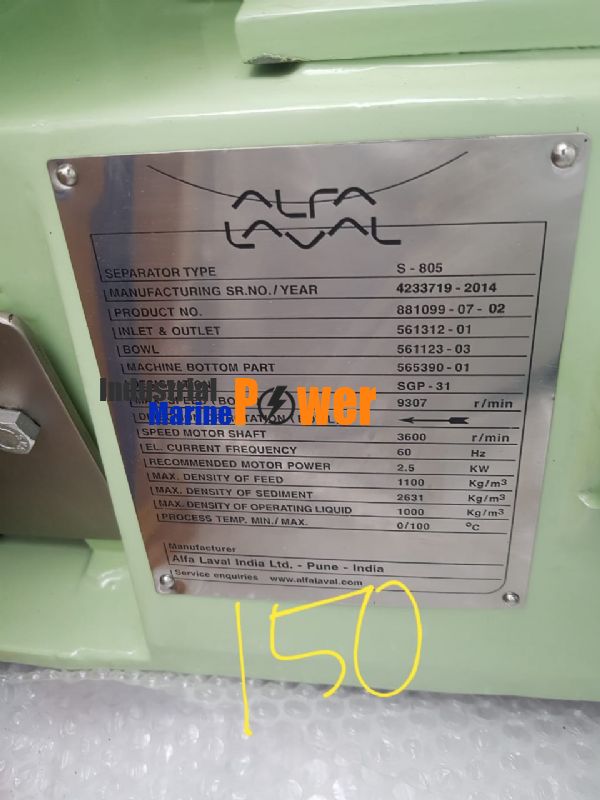 ALFA
LAVAL
SEPARATOR TYPE S - 805
MANUFACTURING SR.NO./YEAR 4233719 - 2014
PRODUCT NO. 881099 - 07 - 02
INLET & OUTLET 561312 - 01
BOWL 561123 - 03
MACHINE BOTTOM PART 565390 - 01
SGP - 31
Industrial
Marine Power
9307 r/min
SPEED MOTOR SHAFT 3600 r/min
EL. CURRENT FREQUENCY 60 Hz
RECOMMENDED MOTOR POWER 2.5 KW
MAX. DENSITY OF FEED 1100 Kg/m³
MAX. DENSITY OF SEDIMENT 2631 Kg/m³
MAX. DENSITY OF OPERATING LIQUID 1000 Kg/m³
PROCESS TEMP. MIN./MAX. 0/100 °C
Manufacturer
Alfa Laval India Ltd. - Pune - India
Service enquiries www.alfalaval.com
150